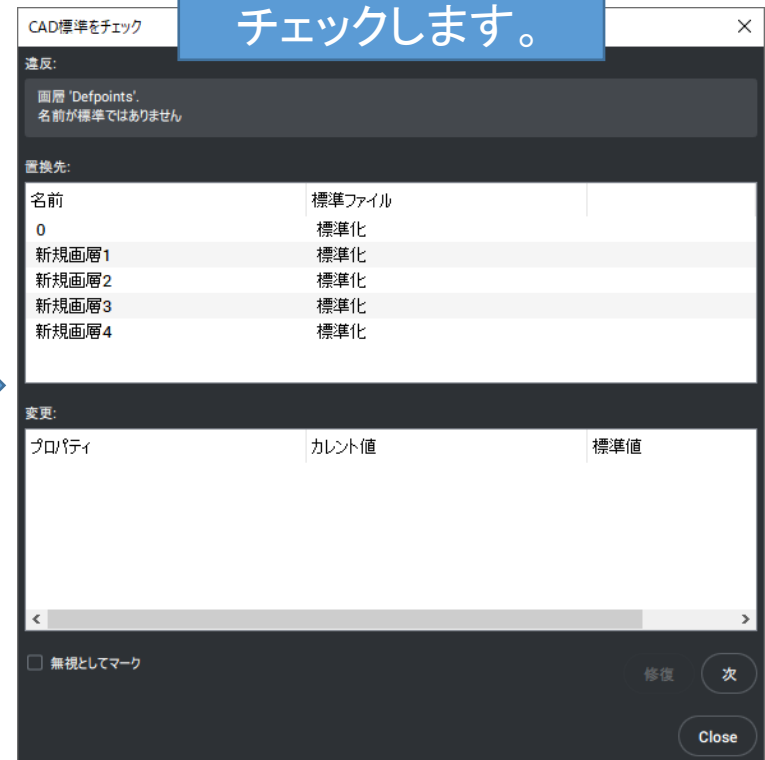 チェックします。
CAD標準をチェック
違反:
画層 'Defpoints'.
名前が標準ではありません
置換先:
名前 標準ファイル
0 標準化
新規画層1 標準化
新規画層2 標準化
新規画層3 標準化
新規画層4 標準化
変更:
プロパティ カレント値 標準値
無視としてマーク
修復 次
Close